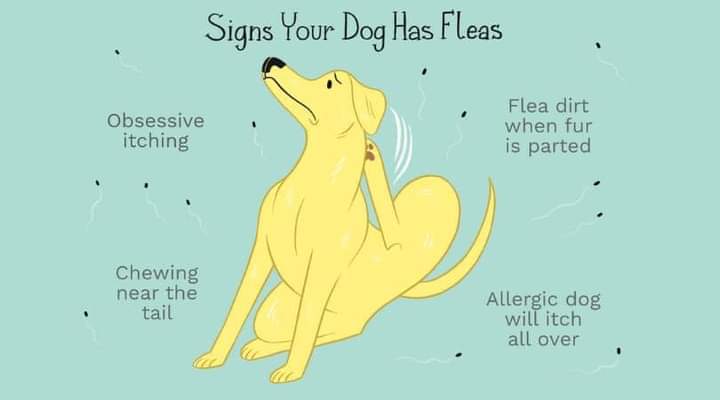 Signs Your Dog Has Fleas
Obsessive
itching
Flea dirt
when fur
is parted
Chewing
near the
tail
Allergic dog
will itch
all over